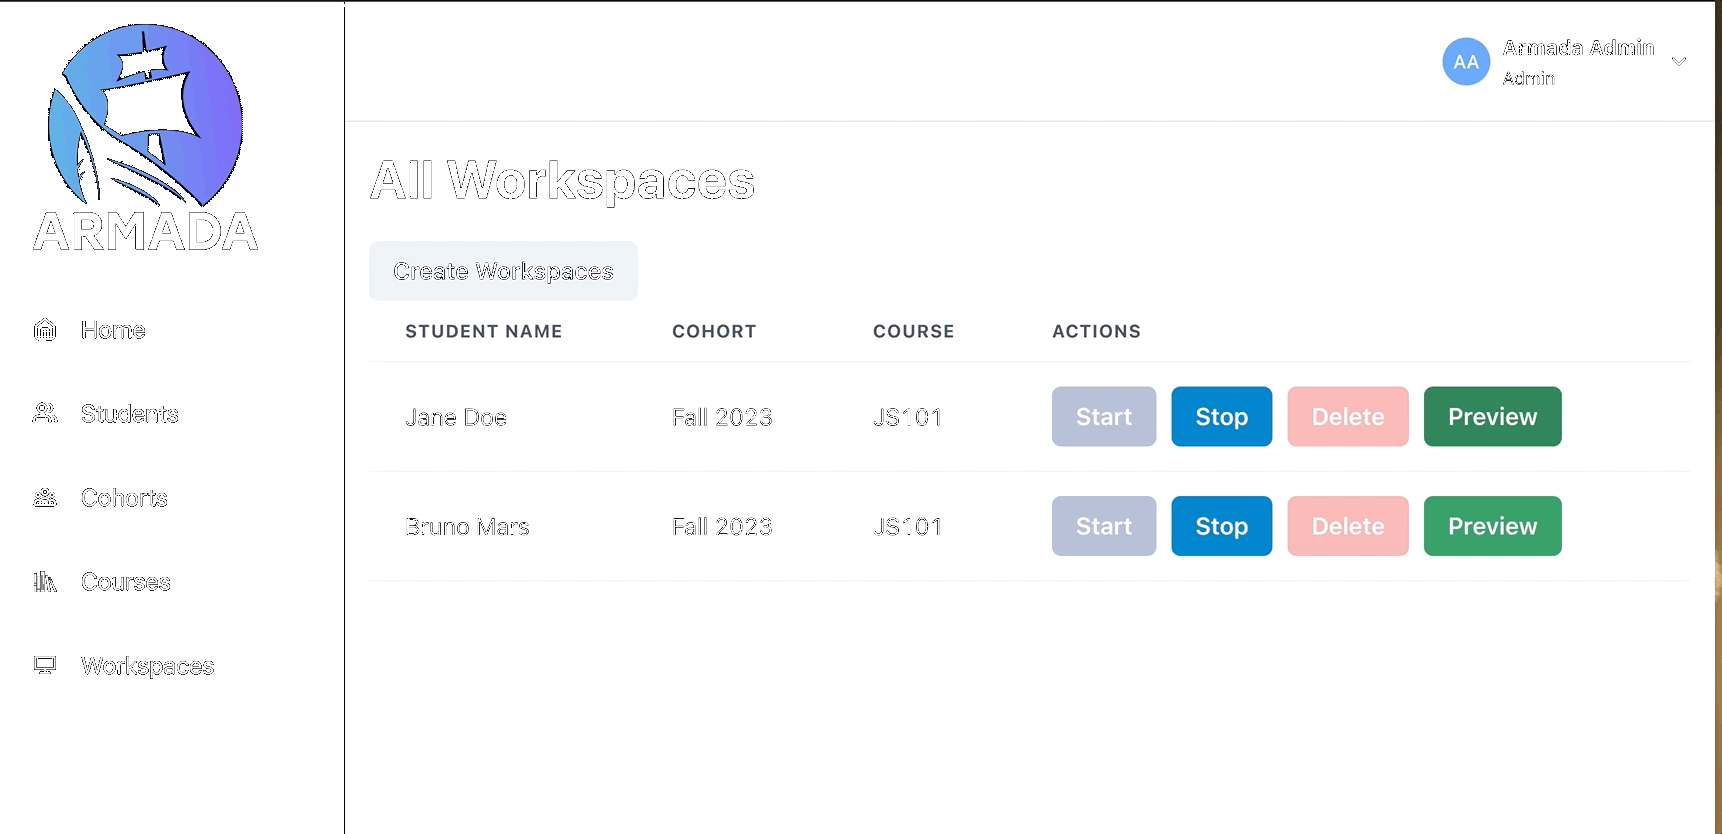 ARMADA
Home
Students
Cohorts
Courses
Workspaces
AA
Armada Admin
Admin
All Workspaces
Create Workspaces
STUDENT NAME COHORT COURSE ACTIONS
Jane Doe Fall 2023 JS101 Start Stop Delete Preview
Bruno Mars Fall 2023 JS101 Start Stop Delete Preview